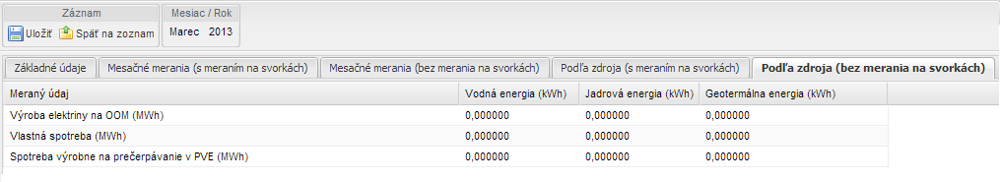 Záznam
Mesiac / Rok
Uložiť Späť na zoznam
Marec 2013
Základné údaje Mesačné merania (s meraním na svorkách) Mesačné merania (bez merania na svorkách) Podľa zdroja (s meraním na svorkách) Podľa zdroja (bez merania na svorkách)
Meraný údaj Vodná energia (kWh) Jadrová energia (kWh) Geotermálna energia (kWh)
Výroba elektriny na OOM (MWh) 0,000000 0,000000 0,000000
Vlastná spotreba (MWh) 0,000000 0,000000 0,000000
Spotreba výrobne na prečerpávanie v PVE (MWh) 0,000000 0,000000 0,000000